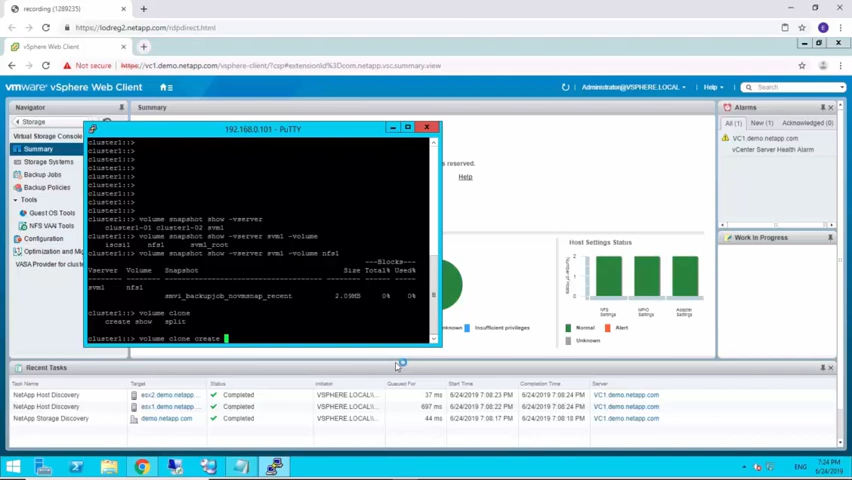 recording (1289235)
https://lodreg2.netapp.com/rdpdirect.html
vSphere Web Client
Not secure
https://vc1.demo.netapp.com/vsphere-client/?csp#extensionId%3Dcom.netapp.vsc.summary.view
vmware® vSphere Web Client
Administrator@VSPHERE.LOCAL
Help
Search
Navigator
Summary
Alarms
Storage
Virtual Storage Console
Summary
Storage Systems
Backup Jobs
Backup Policies
Tools
Guest OS Tools
NFS VAAI Tools
Configuration
Optimization and Mig
VASA Provider for cluste
192.168.0.101 - PuTTY
cluster1::>
cluster1::>
cluster1::>
cluster1::>
cluster1::>
cluster1::>
cluster1::>
cluster1::>
cluster1::>
cluster1::> volume snapshot show -vserver
cluster1-01 cluster1-02 svm1
cluster1::> volume snapshot show -vserver svm1 -volume
iscsi1 nfs1 svm1_root
cluster1::> volume snapshot show -vserver svm1 -volume nfs1
---Blocks---
Vserver Volume Snapshot Size Total% Used%
svm1 nfs1
smvi_backupjob_novmsnap_recent
2.09MB 0% 0%
cluster1::> volume clone
create show split
cluster1::> volume clone create
s reserved.
Help
Unknown
Insufficient privileges
Host Settings Status
10
8
6
4
2
0
NFS Settings
MPIO Settings
Adapter Settings
Normal
Alert
Unknown
All (1)
New (1)
Acknowledged (0)
VC1.demo.netapp.com
vCenter Server Health Alarm
Work In Progress
Recent Tasks
Task Name Target Status Initiator Queued For Start Time Completion Time Server
NetApp Host Discovery esx2.demo.netapp... Completed VSPHERE.LOCAL\... 37 ms 6/24/2019 7:08:23 PM 6/24/2019 7:08:24 PM VC1.demo.netapp.com
NetApp Host Discovery esx1.demo.netapp... Completed VSPHERE.LOCAL\... 697 ms 6/24/2019 7:08:22 PM 6/24/2019 7:08:24 PM VC1.demo.netapp.com
NetApp Storage Discovery demo.netapp.com Completed VSPHERE.LOCAL\... 44 ms 6/24/2019 7:08:17 PM 6/24/2019 7:08:18 PM VC1.demo.netapp.com
ENG
7:24 PM
6/24/2019